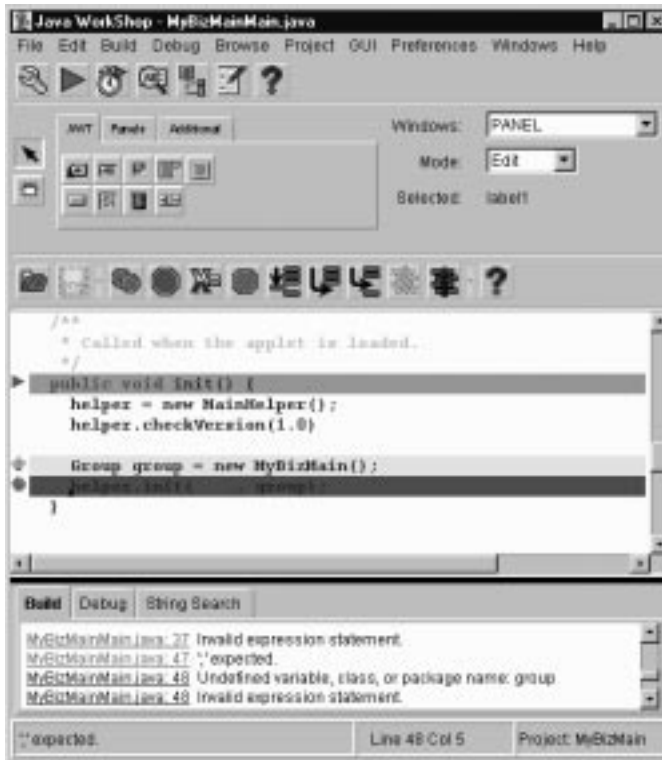 Java WorkShop - MyBizMainMain.java
File Edit Build Debug Browse Project GUI Preferences Windows Help
AWT Panels Additional
Windows: PANEL
Mode: Edit
Selected: label1
/**
* Called when the applet is loaded.
*/
public void init() {
helper = new MainHelper();
helper.checkVersion(1.0)
Group group = new MyBizMain();
helper.init( , group);
}
Build Debug String Search
MyBizMainMain.java: 37 Invalid expression statement.
MyBizMainMain.java: 47 ';' expected.
MyBizMainMain.java: 48 Undefined variable, class, or package name: group
MyBizMainMain.java: 48 Invalid expression statement.
';' expected.
Line 48 Col 5
Project: MyBizMain